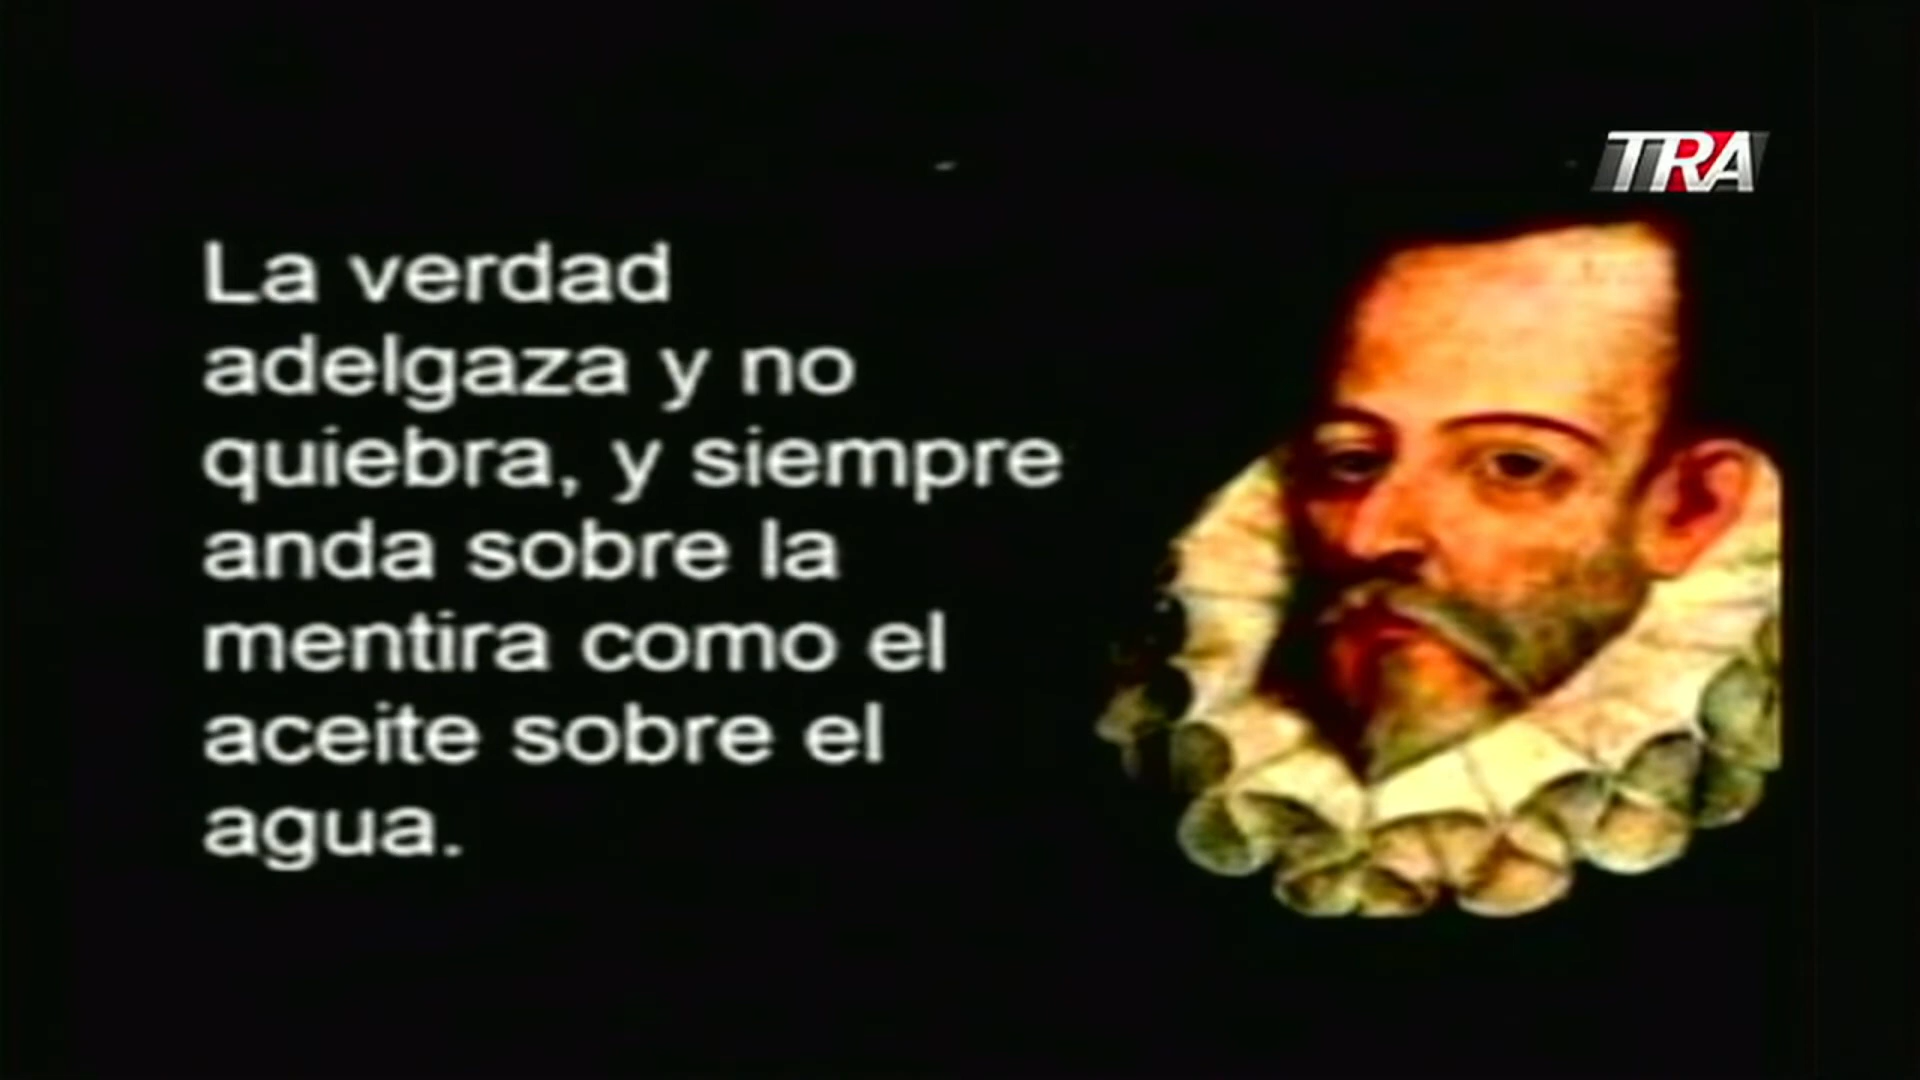 TRA
La verdad
adelgaza y no
quiebra, y siempre
anda sobre la
mentira como el
aceite sobre el
agua.